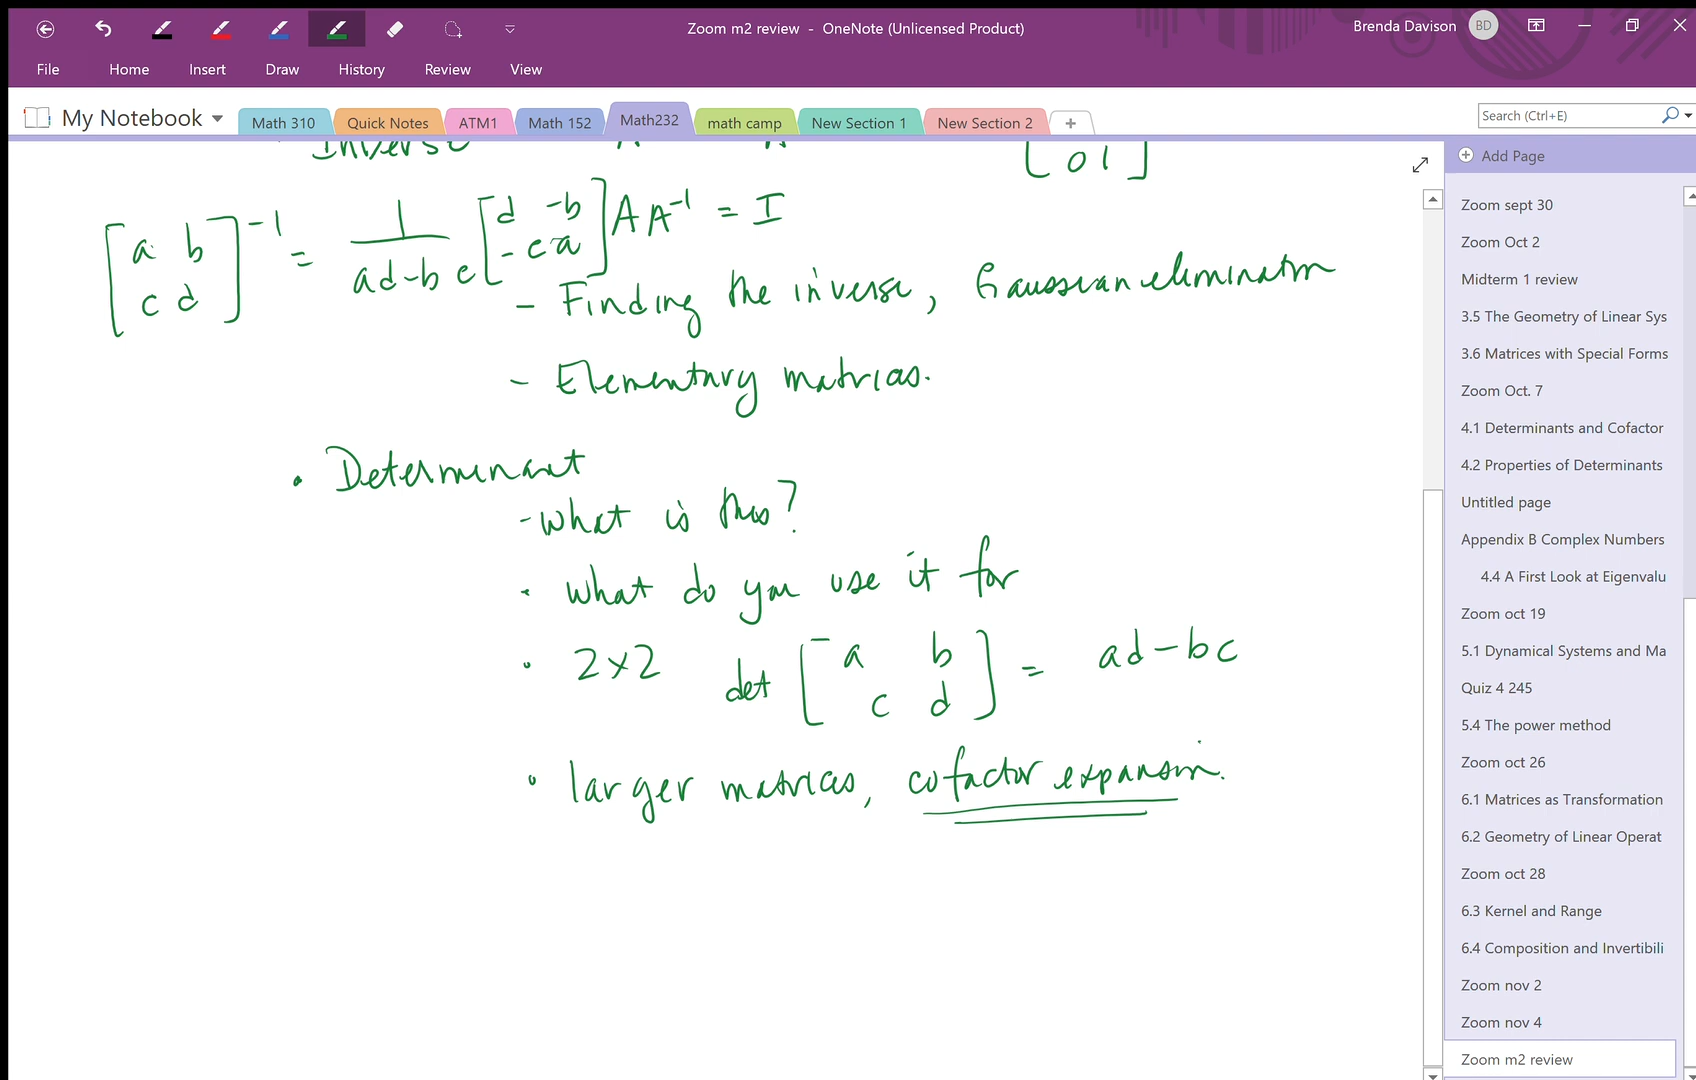 Zoom m2 review - OneNote (Unlicensed Product)
Brenda Davison BD
File Home Insert Draw History Review View
My Notebook Math 310 Quick Notes ATM1 Math 152 Math232 math camp New Section 1 New Section 2 +
Search (Ctrl+E)
Add Page
Zoom sept 30
Zoom Oct 2
Midterm 1 review
3.5 The Geometry of Linear Sys
3.6 Matrices with Special Forms
Zoom Oct. 7
4.1 Determinants and Cofactor
4.2 Properties of Determinants
Untitled page
Appendix B Complex Numbers
4.4 A First Look at Eigenvalu
Zoom oct 19
5.1 Dynamical Systems and Ma
Quiz 4 245
5.4 The power method
Zoom oct 26
6.1 Matrices as Transformation
6.2 Geometry of Linear Operat
Zoom oct 28
6.3 Kernel and Range
6.4 Composition and Invertibili
Zoom nov 2
Zoom nov 4
Zoom m2 review
Inverse [0 1]
[a b; c d]⁻¹ = 1/(ad-bc) [d -b; -c a] A A⁻¹ = I
- Finding the inverse, Gaussian elimination
- Elementary matrices.
• Determinant
- what is this?
• what do you use it for
• 2x2 det [a b; c d] = ad-bc
• larger matrices, cofactor expansion.